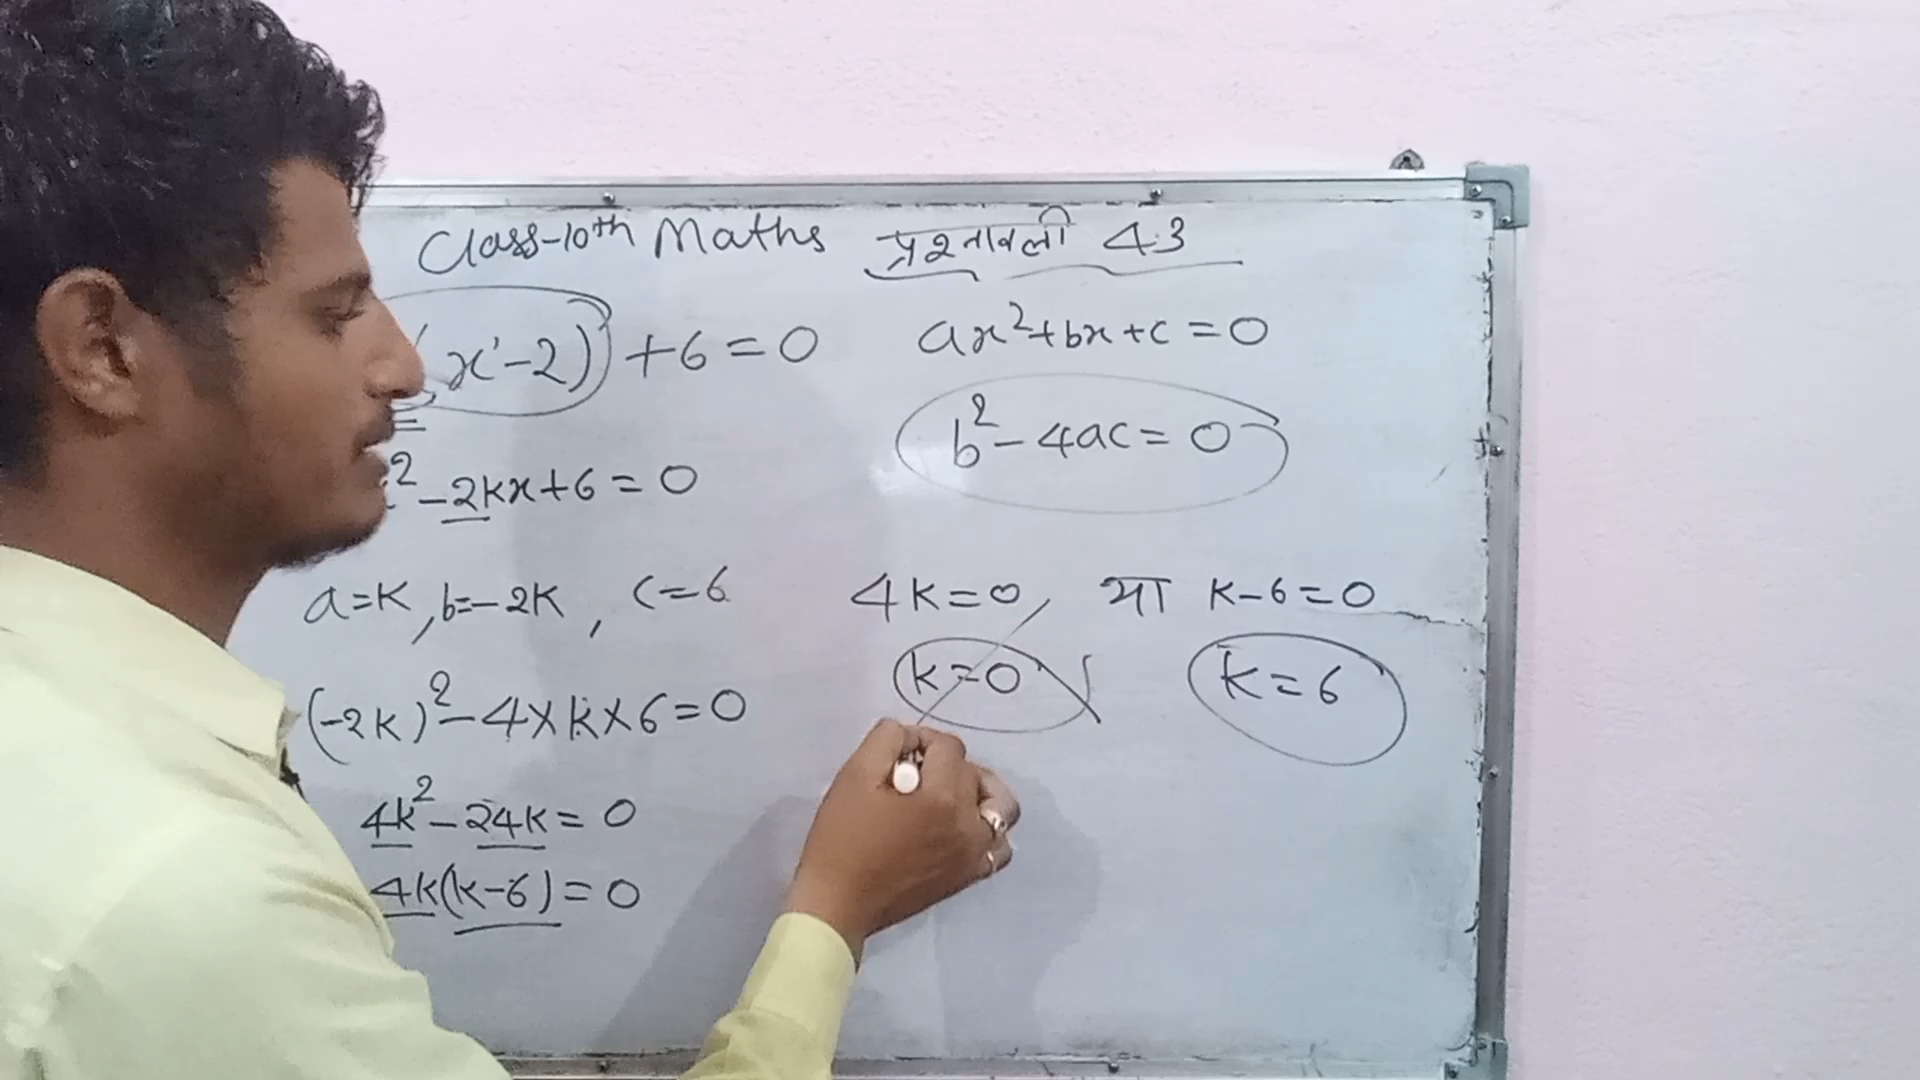 Class-10th Maths प्रश्नावली 4.3
(x-2) + 6 = 0
ax² + bx + c = 0
b² - 4ac = 0
² - 2kx + 6 = 0
a = k, b = -2k, c = 6
(-2k)² - 4 × k × 6 = 0
4k² - 24k = 0
4k(k-6) = 0
4k = 0, या k - 6 = 0
k = 0
k = 6